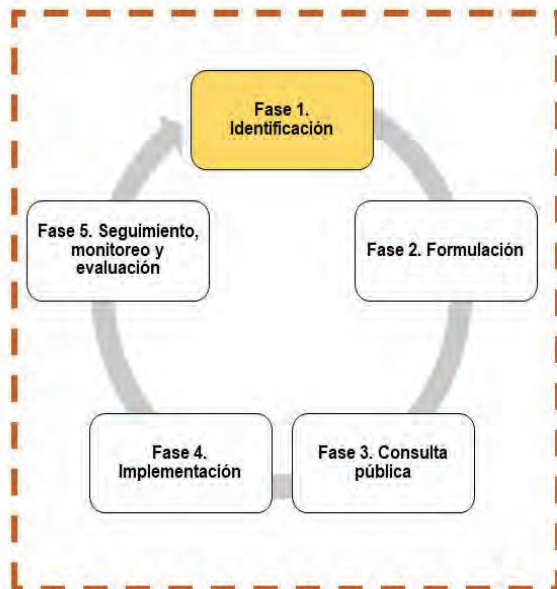 Fase 1.
Identificación
Fase 2. Formulación
Fase 3. Consulta
pública
Fase 4.
Implementación
Fase 5. Seguimiento,
monitoreo y
evaluación